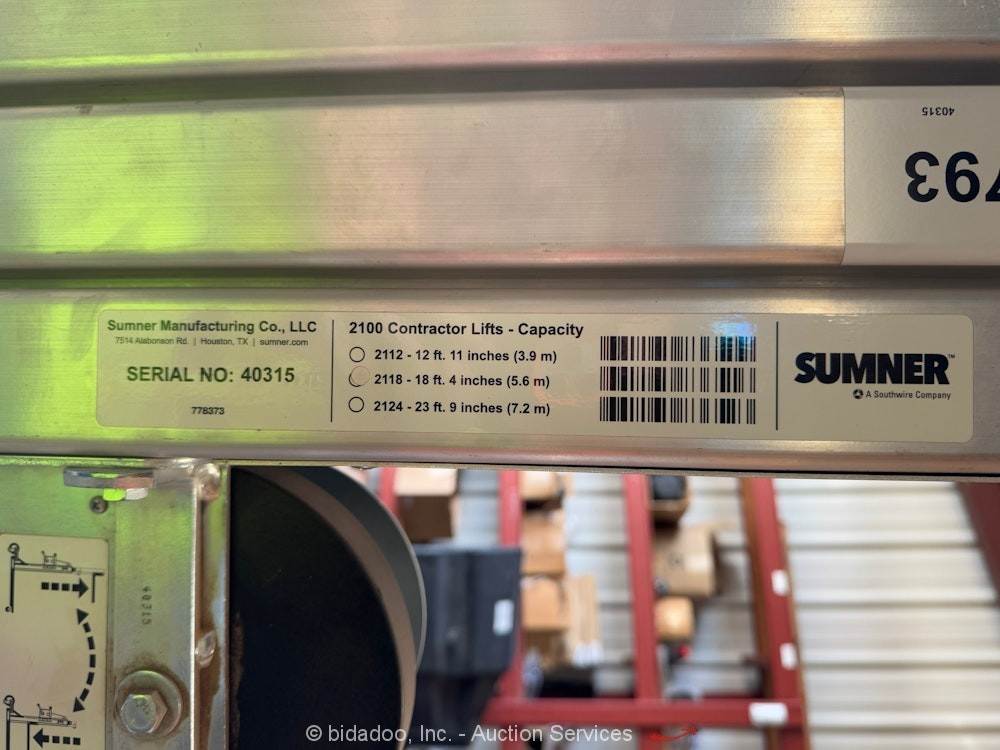 40315
793
Sumner Manufacturing Co., LLC
7514 Alabonson Rd. | Houston, TX | sumner.com
SERIAL NO: 40315
778373
2100 Contractor Lifts - Capacity
2112 - 12 ft. 11 inches (3.9 m)
2118 - 18 ft. 4 inches (5.6 m)
2124 - 23 ft. 9 inches (7.2 m)
SUMNER™
A Southwire Company
40315
© bidadoo, Inc. - Auction Services